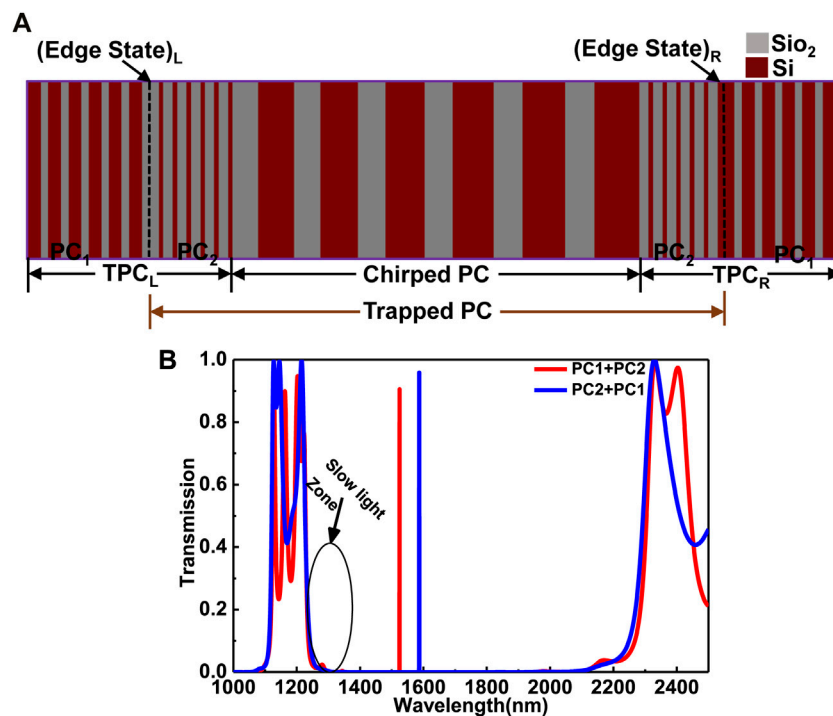 A
(Edge State)L
(Edge State)R
Sio2
Si
PC1
PC2
PC2
PC1
TPCL
Chirped PC
TPCR
Trapped PC
B
1.0
0.8
0.6
0.4
0.2
0.0
Transmission
PC1+PC2
PC2+PC1
Slow light
Zone
1000 1200 1400 1600 1800 2000 2200 2400
Wavelength(nm)